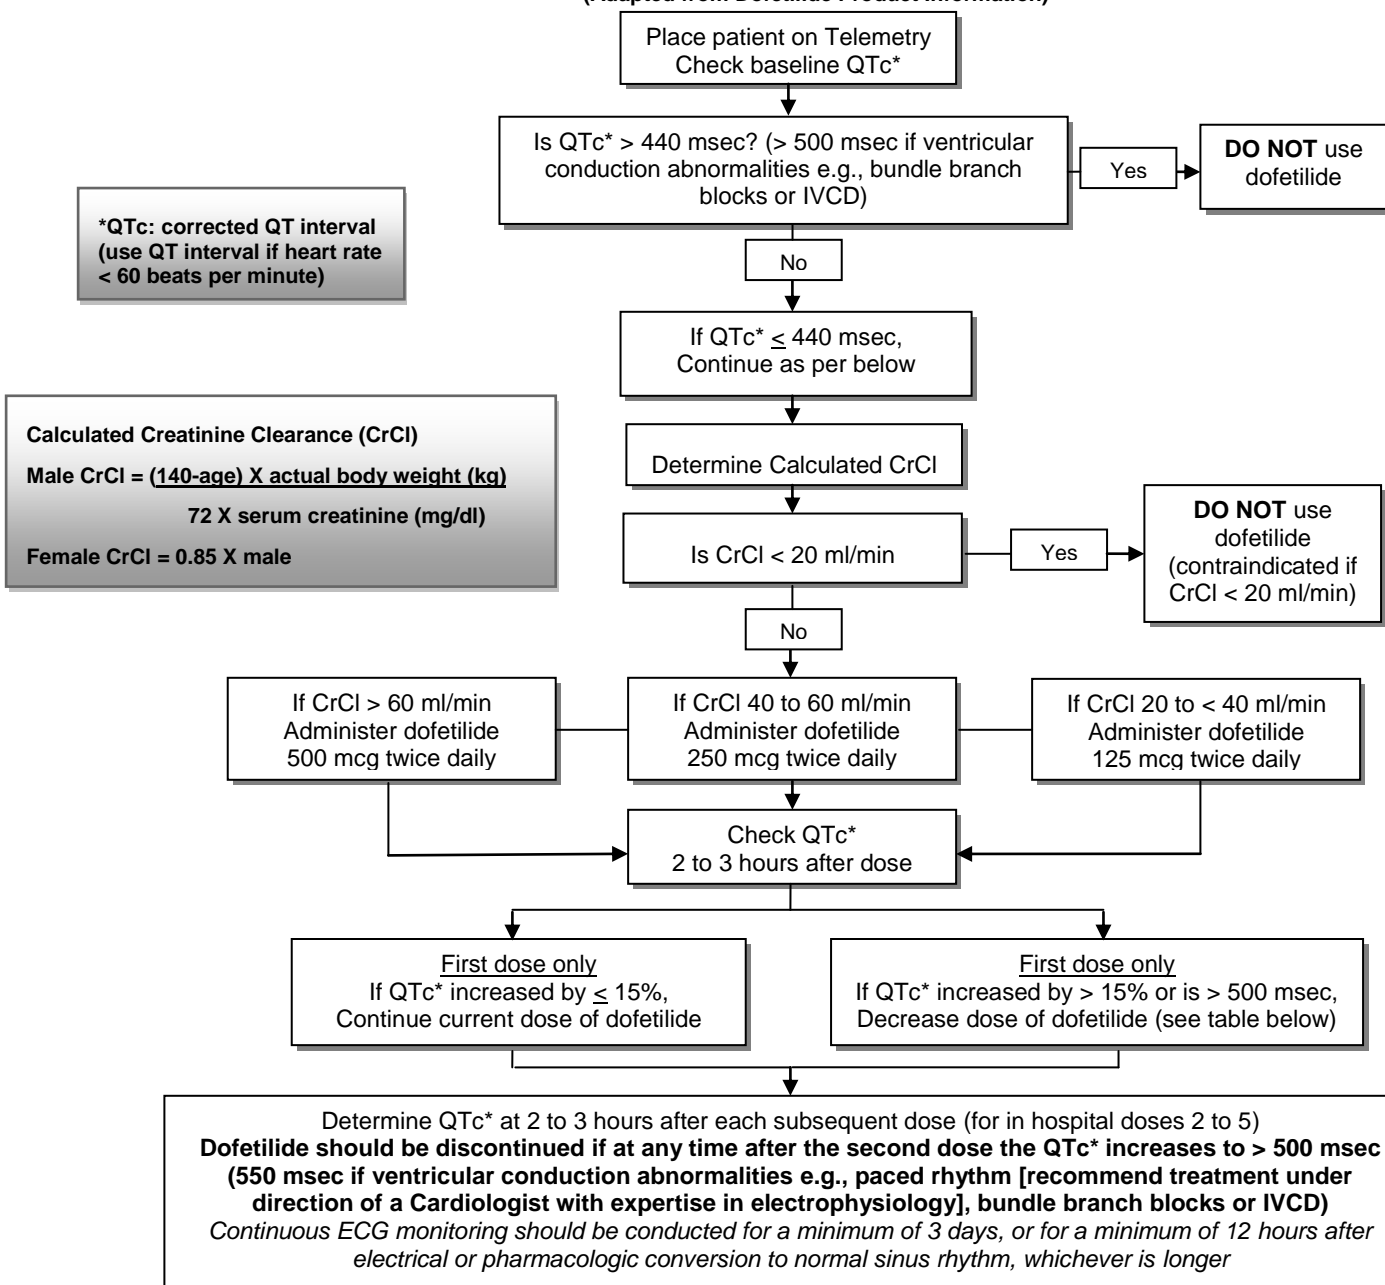 (Adapted from Dofetilide Product Information)
Place patient on Telemetry
Check baseline QTc*
Is QTc* > 440 msec? (> 500 msec if ventricular
conduction abnormalities e.g., bundle branch
blocks or IVCD)
Yes
DO NOT use
dofetilide
*QTc: corrected QT interval
(use QT interval if heart rate
< 60 beats per minute)
No
If QTc* ≤ 440 msec,
Continue as per below
Calculated Creatinine Clearance (CrCl)
Male CrCl = (140-age) X actual body weight (kg)
72 X serum creatinine (mg/dl)
Female CrCl = 0.85 X male
Determine Calculated CrCl
Is CrCl < 20 ml/min
Yes
DO NOT use
dofetilide
(contraindicated if
CrCl < 20 ml/min)
No
If CrCl > 60 ml/min
Administer dofetilide
500 mcg twice daily
If CrCl 40 to 60 ml/min
Administer dofetilide
250 mcg twice daily
If CrCl 20 to < 40 ml/min
Administer dofetilide
125 mcg twice daily
Check QTc*
2 to 3 hours after dose
First dose only
If QTc* increased by ≤ 15%,
Continue current dose of dofetilide
First dose only
If QTc* increased by > 15% or is > 500 msec,
Decrease dose of dofetilide (see table below)
Determine QTc* at 2 to 3 hours after each subsequent dose (for in hospital doses 2 to 5)
Dofetilide should be discontinued if at any time after the second dose the QTc* increases to > 500 msec
(550 msec if ventricular conduction abnormalities e.g., paced rhythm [recommend treatment under
direction of a Cardiologist with expertise in electrophysiology], bundle branch blocks or IVCD)
Continuous ECG monitoring should be conducted for a minimum of 3 days, or for a minimum of 12 hours after
electrical or pharmacologic conversion to normal sinus rhythm, whichever is longer